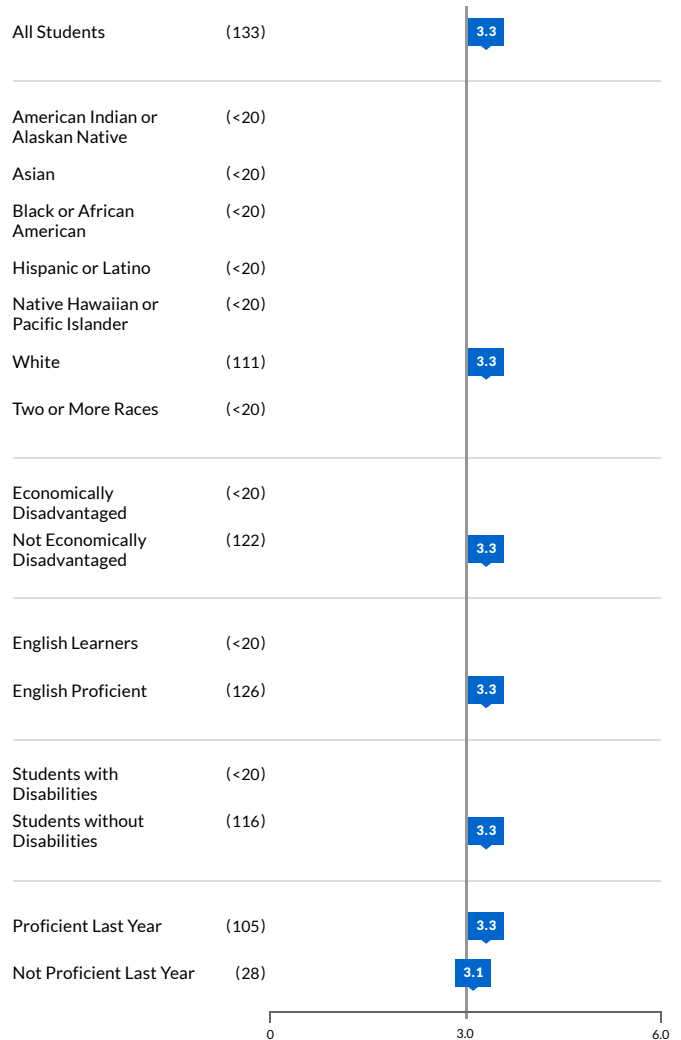 All Students (133) 3.3
American Indian or (<20)
Alaskan Native
Asian (<20)
Black or African (<20)
American
Hispanic or Latino (<20)
Native Hawaiian or (<20)
Pacific Islander
White (111) 3.3
Two or More Races (<20)
Economically (<20)
Disadvantaged
Not Economically (122) 3.3
Disadvantaged
English Learners (<20)
English Proficient (126) 3.3
Students with (<20)
Disabilities
Students without (116) 3.3
Disabilities
Proficient Last Year (105) 3.3
Not Proficient Last Year (28) 3.1
0 3.0 6.0